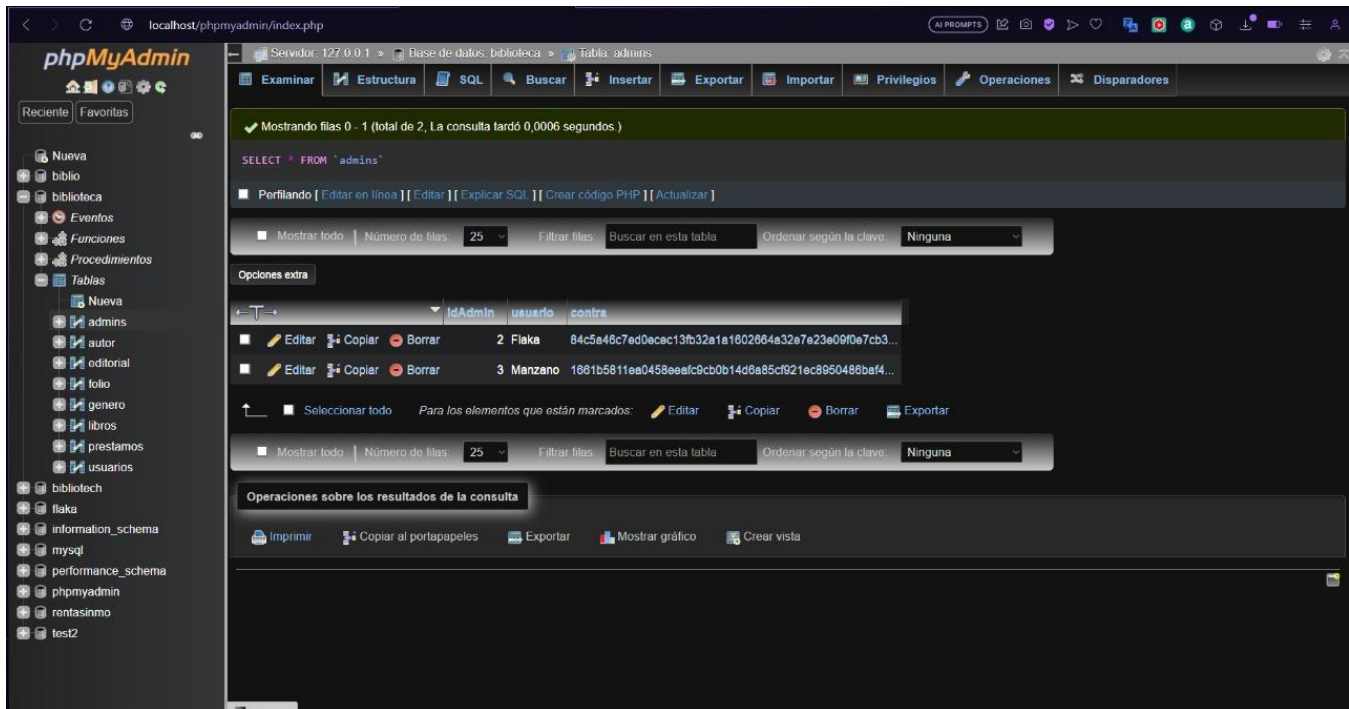 localhost/phpmyadmin/index.php
AI PROMPTS
phpMyAdmin
Reciente Favoritas
Nueva
biblio
biblioteca
Eventos
Funciones
Procedimientos
Tablas
Nueva
admins
autor
editorial
folio
genero
libros
prestamos
usuarios
bibliotech
flaka
information_schema
mysql
performance_schema
phpmyadmin
rentasinmo
test2
Servidor: 127.0.0.1 » Base de datos: biblioteca » Tabla: admins
Examinar Estructura SQL Buscar Insertar Exportar Importar Privilegios Operaciones Disparadores
Mostrando filas 0 - 1 (total de 2, La consulta tardó 0,0006 segundos.)
SELECT * FROM `admins`
Perfilando [ Editar en línea ] [ Editar ] [ Explicar SQL ] [ Crear código PHP ] [ Actualizar ]
Mostrar todo | Número de filas: 25 Filtrar filas: Buscar en esta tabla Ordenar según la clave: Ninguna
Opciones extra
←T→ idAdmin usuario contra
Editar Copiar Borrar 2 Flaka 84c5a46c7ed0ecec13fb32a1a1602664a32e7e23e09f0e7cb3...
Editar Copiar Borrar 3 Manzano 1661b5811ea0458eeafc9cb0b14d6a85cf921ec8950486baf4...
Seleccionar todo Para los elementos que están marcados: Editar Copiar Borrar Exportar
Mostrar todo | Número de filas: 25 Filtrar filas: Buscar en esta tabla Ordenar según la clave: Ninguna
Operaciones sobre los resultados de la consulta
Imprimir Copiar al portapapeles Exportar Mostrar gráfico Crear vista